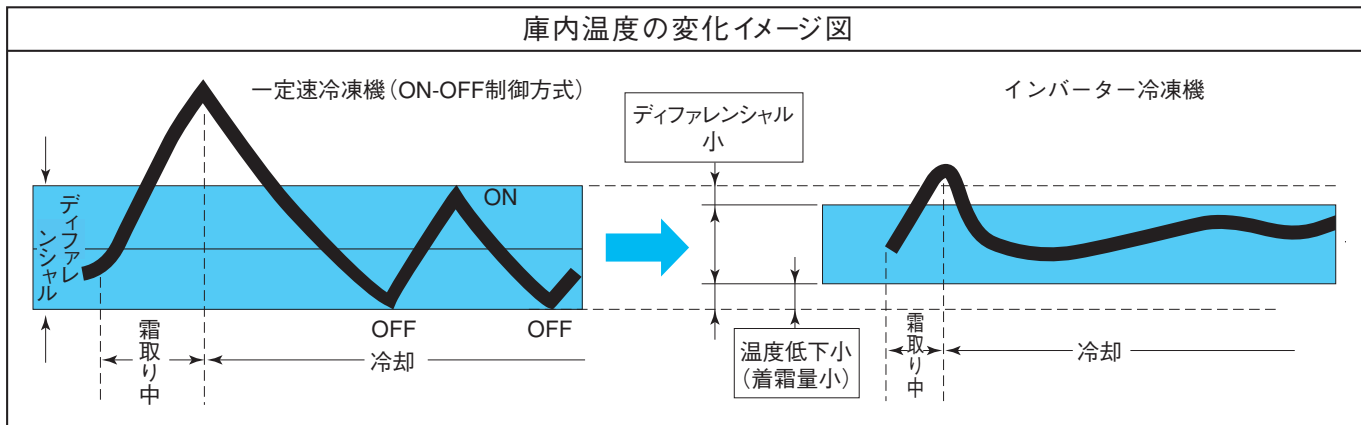 庫内温度の変化イメージ図
一定速冷凍機（ON-OFF制御方式）
ディファレンシャル
小
インバーター冷凍機
ディファレ
ンシャル
ON
OFF
OFF
霜取り中
冷却
温度低下小
（着霜量小）
霜取り中
冷却